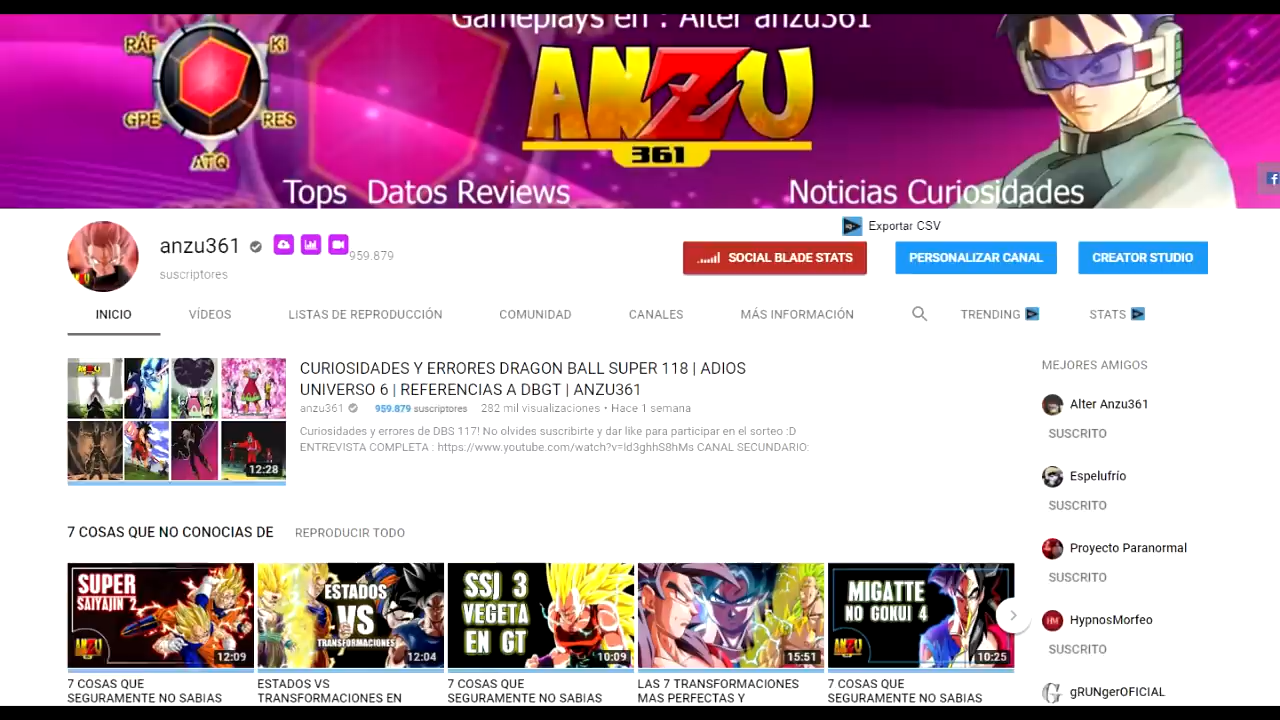 Gameplays en : Alter anzu361
RÁF
KI
GPE
RES
ATQ
ANZU
361
Tops Datos Reviews
Noticias Curiosidades
anzu361
959.879
suscriptores
Exportar CSV
SOCIAL BLADE STATS
PERSONALIZAR CANAL
CREATOR STUDIO
INICIO
VÍDEOS
LISTAS DE REPRODUCCIÓN
COMUNIDAD
CANALES
MÁS INFORMACIÓN
TRENDING
STATS
12:28
CURIOSIDADES Y ERRORES DRAGON BALL SUPER 118 | ADIOS
UNIVERSO 6 | REFERENCIAS A DBGT | ANZU361
anzu361 959.879 suscriptores 282 mil visualizaciones • Hace 1 semana
Curiosidades y errores de DBS 117! No olvides suscribirte y dar like para participar en el sorteo :D
ENTREVISTA COMPLETA : https://www.youtube.com/watch?v=ld3ghhS8hMs CANAL SECUNDARIO:
MEJORES AMIGOS
Alter Anzu361
SUSCRITO
Espelufrío
SUSCRITO
Proyecto Paranormal
SUSCRITO
HM
HypnosMorfeo
SUSCRITO
gRUNgerOFICIAL
7 COSAS QUE NO CONOCIAS DE
REPRODUCIR TODO
SUPER
SAIYAJIN 2
ANZU
12:09
7 COSAS QUE
SEGURAMENTE NO SABIAS
ESTADOS
VS
TRANSFORMACIONES
12:04
ESTADOS VS
TRANSFORMACIONES EN
SSJ 3
VEGETA
EN GT
10:09
7 COSAS QUE
SEGURAMENTE NO SABIAS
15:51
LAS 7 TRANSFORMACIONES
MAS PERFECTAS Y
MIGATTE
NO GOKUI 4
ANZU
10:25
7 COSAS QUE
SEGURAMENTE NO SABIAS